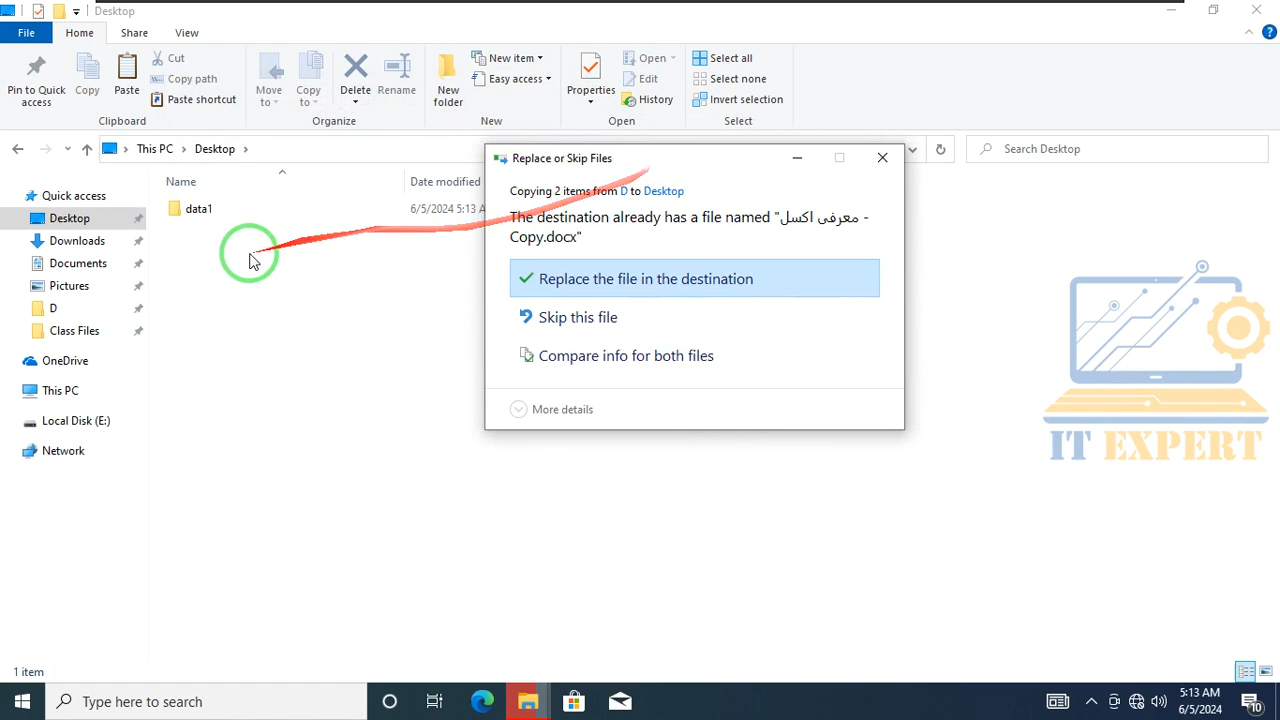 Desktop
File
Home
Share
View
Pin to Quick access
Copy
Paste
Cut
Copy path
Paste shortcut
Clipboard
Move to
Copy to
Delete
Rename
Organize
New folder
New item
Easy access
New
Properties
Open
Edit
History
Open
Select all
Select none
Invert selection
Select
This PC
Desktop
Search Desktop
Name
Date modified
data1
6/5/2024 5:13 A
Quick access
Desktop
Downloads
Documents
Pictures
D
Class Files
OneDrive
This PC
Local Disk (E:)
Network
Replace or Skip Files
Copying 2 items from D to Desktop
The destination already has a file named "معرفی اکسل -
Copy.docx"
Replace the file in the destination
Skip this file
Compare info for both files
More details
IT EXPERT
1 item
Type here to search
5:13 AM
6/5/2024
10